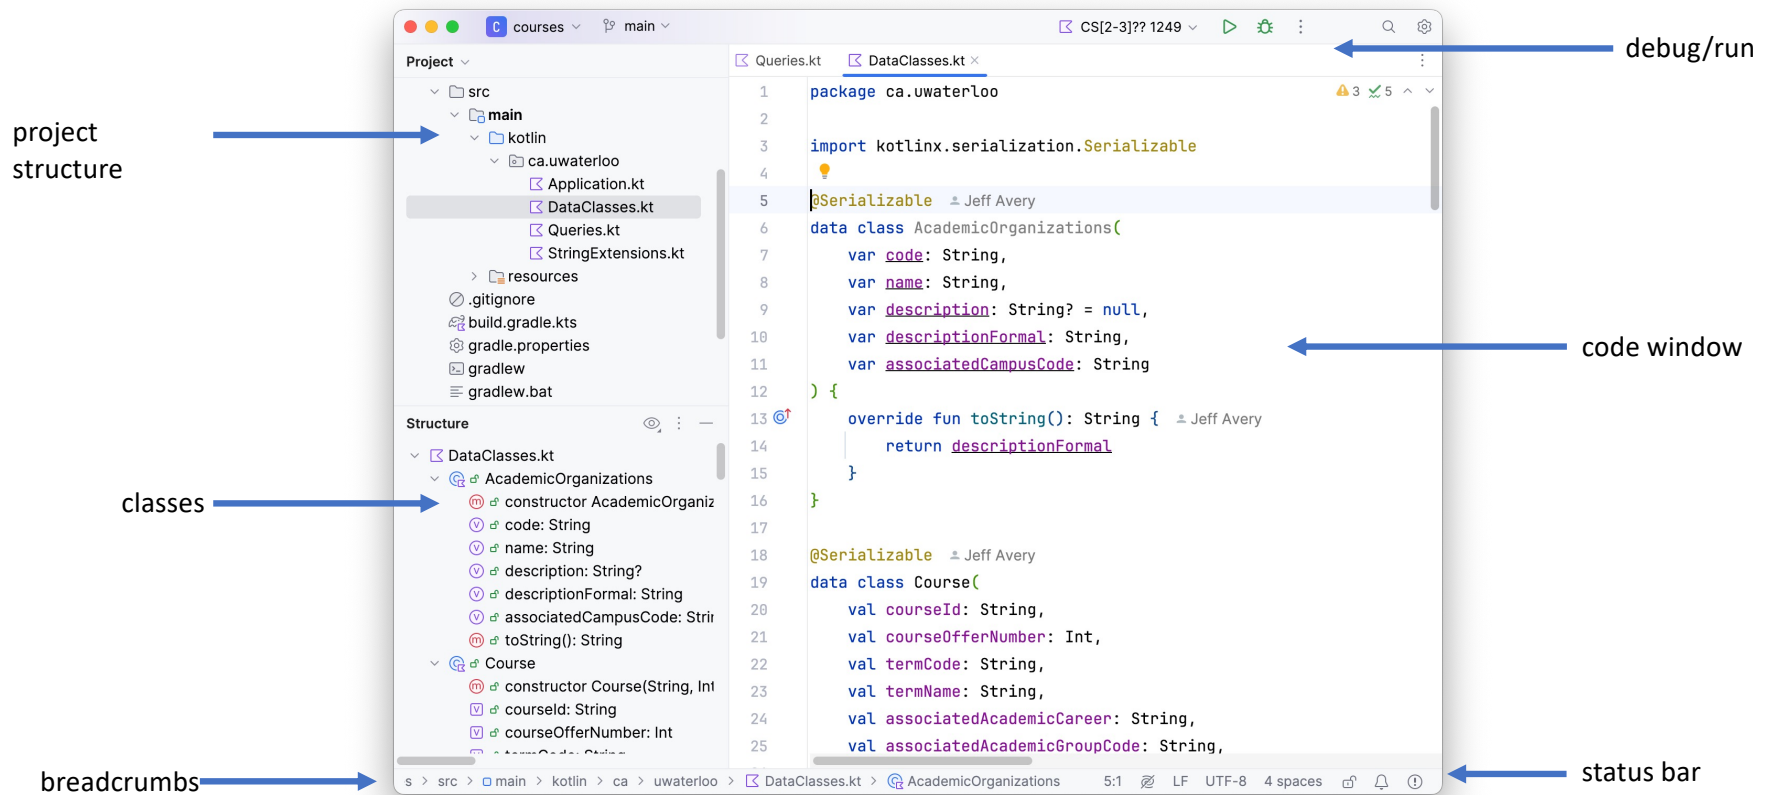 C courses main CS[2-3]?? 1249
debug/run
Project
Queries.kt DataClasses.kt
src
main
kotlin
ca.uwaterloo
Application.kt
DataClasses.kt
Queries.kt
StringExtensions.kt
resources
.gitignore
build.gradle.kts
gradle.properties
gradlew
gradlew.bat
project
structure
Structure
DataClasses.kt
AcademicOrganizations
constructor AcademicOrganiz
code: String
name: String
description: String?
descriptionFormal: String
associatedCampusCode: Strin
toString(): String
Course
constructor Course(String, Int
courseId: String
courseOfferNumber: Int
termCode: String
classes
1 package ca.uwaterloo 3 5
2
3 import kotlinx.serialization.Serializable
4
5 @Serializable Jeff Avery
6 data class AcademicOrganizations(
7 var code: String,
8 var name: String,
9 var description: String? = null,
10 var descriptionFormal: String,
11 var associatedCampusCode: String
12 ) {
13 override fun toString(): String { Jeff Avery
14 return descriptionFormal
15 }
16 }
17
18 @Serializable Jeff Avery
19 data class Course(
20 val courseId: String,
21 val courseOfferNumber: Int,
22 val termCode: String,
23 val termName: String,
24 val associatedAcademicCareer: String,
25 val associatedAcademicGroupCode: String,
code window
breadcrumbs
s > src > main > kotlin > ca > uwaterloo > DataClasses.kt > AcademicOrganizations 5:1 LF UTF-8 4 spaces
status bar